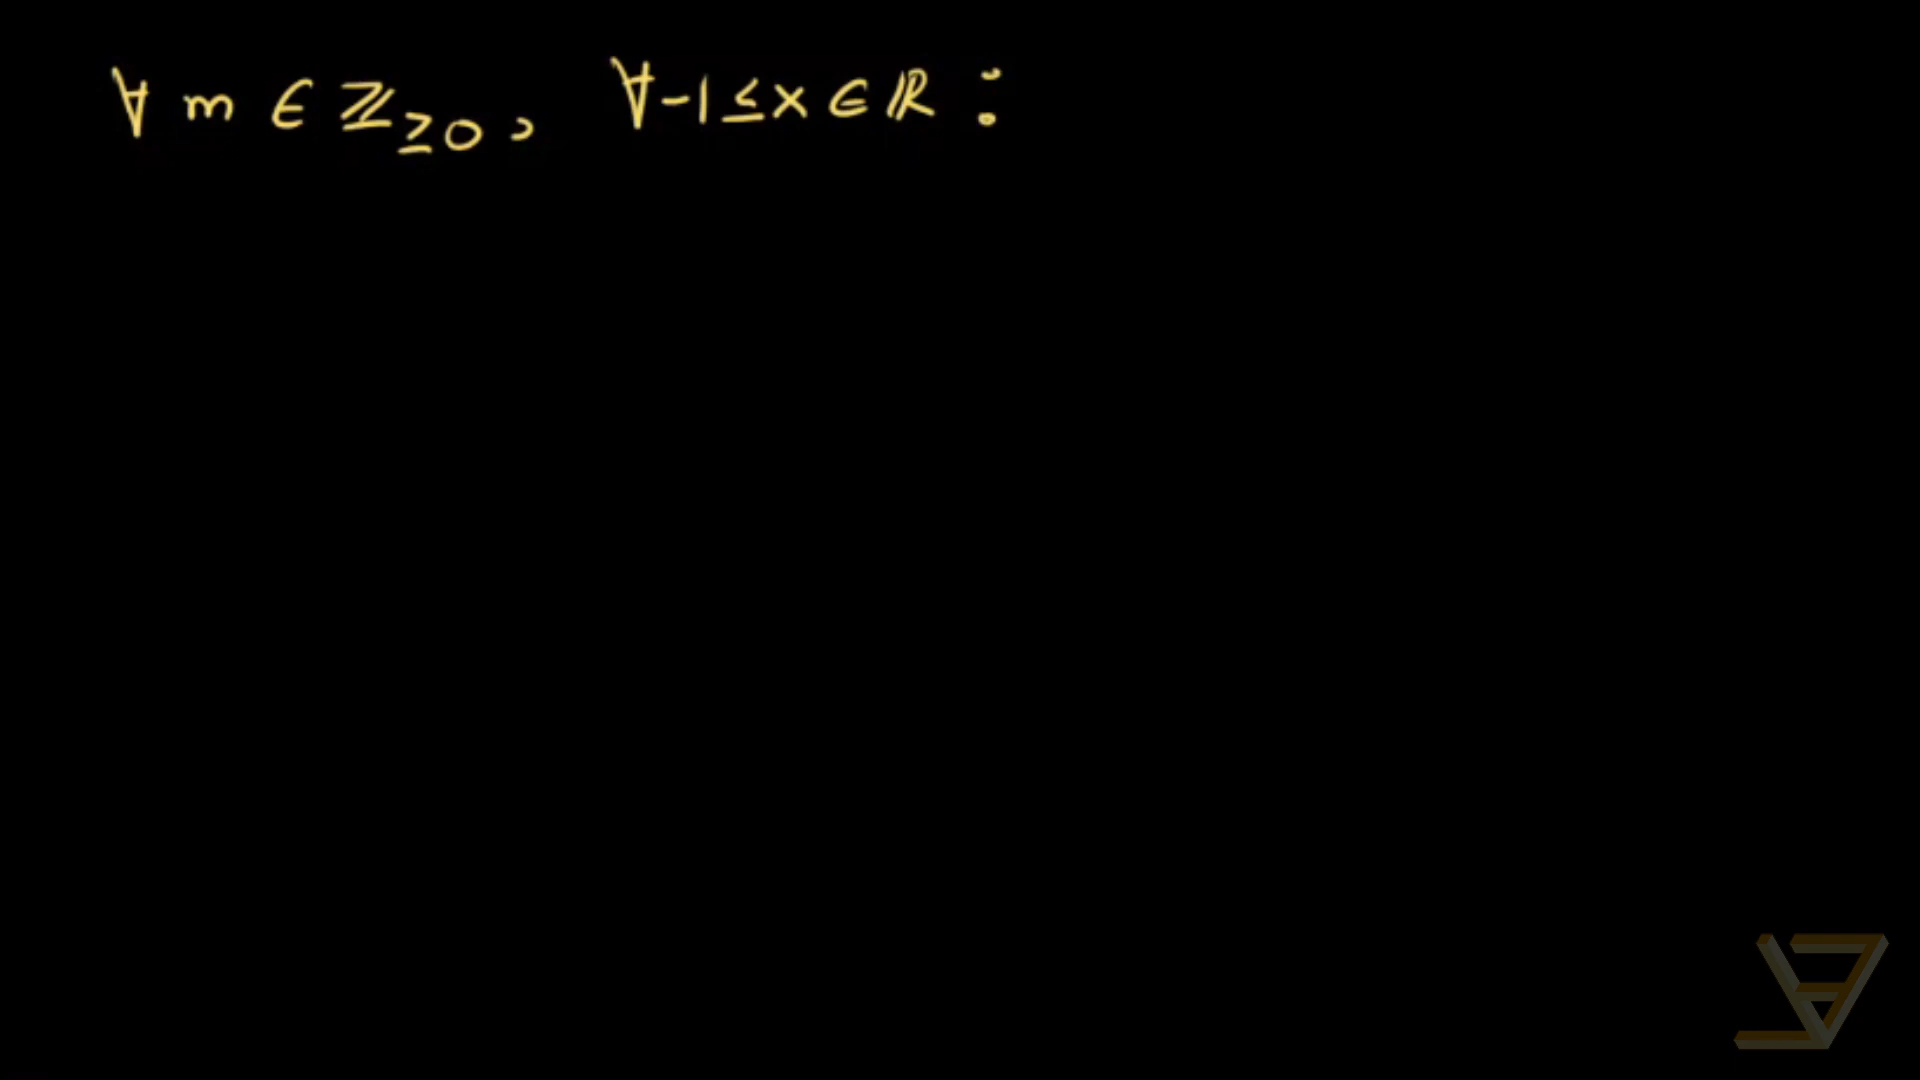 ∀ m ∈ ℤ≥0, ∀ -1 ≤ x ∈ ℝ :